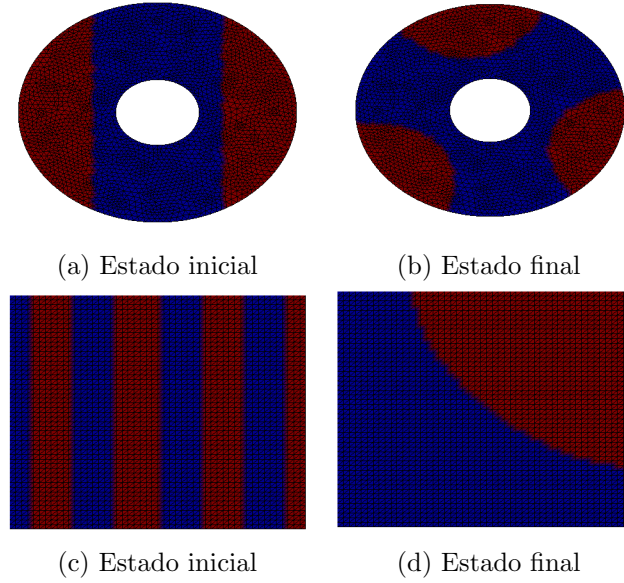 (a) Estado inicial
(b) Estado final
(c) Estado inicial
(d) Estado final